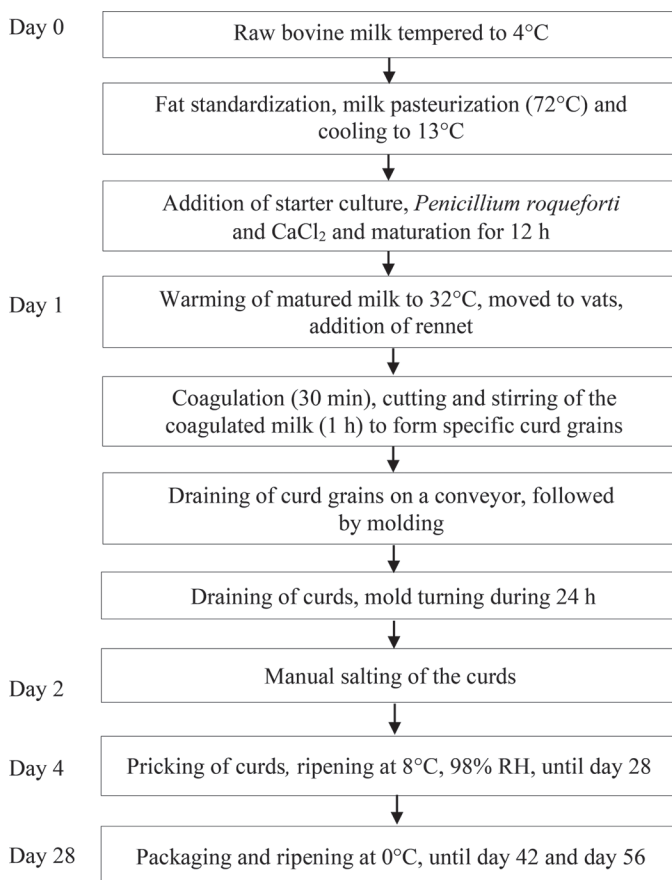 Day 0
Raw bovine milk tempered to 4°C
Fat standardization, milk pasteurization (72°C) and
cooling to 13°C
Addition of starter culture, Penicillium roqueforti
and CaCl₂ and maturation for 12 h
Day 1
Warming of matured milk to 32°C, moved to vats,
addition of rennet
Coagulation (30 min), cutting and stirring of the
coagulated milk (1 h) to form specific curd grains
Draining of curd grains on a conveyor, followed
by molding
Draining of curds, mold turning during 24 h
Day 2
Manual salting of the curds
Day 4
Pricking of curds, ripening at 8°C, 98% RH, until day 28
Day 28
Packaging and ripening at 0°C, until day 42 and day 56